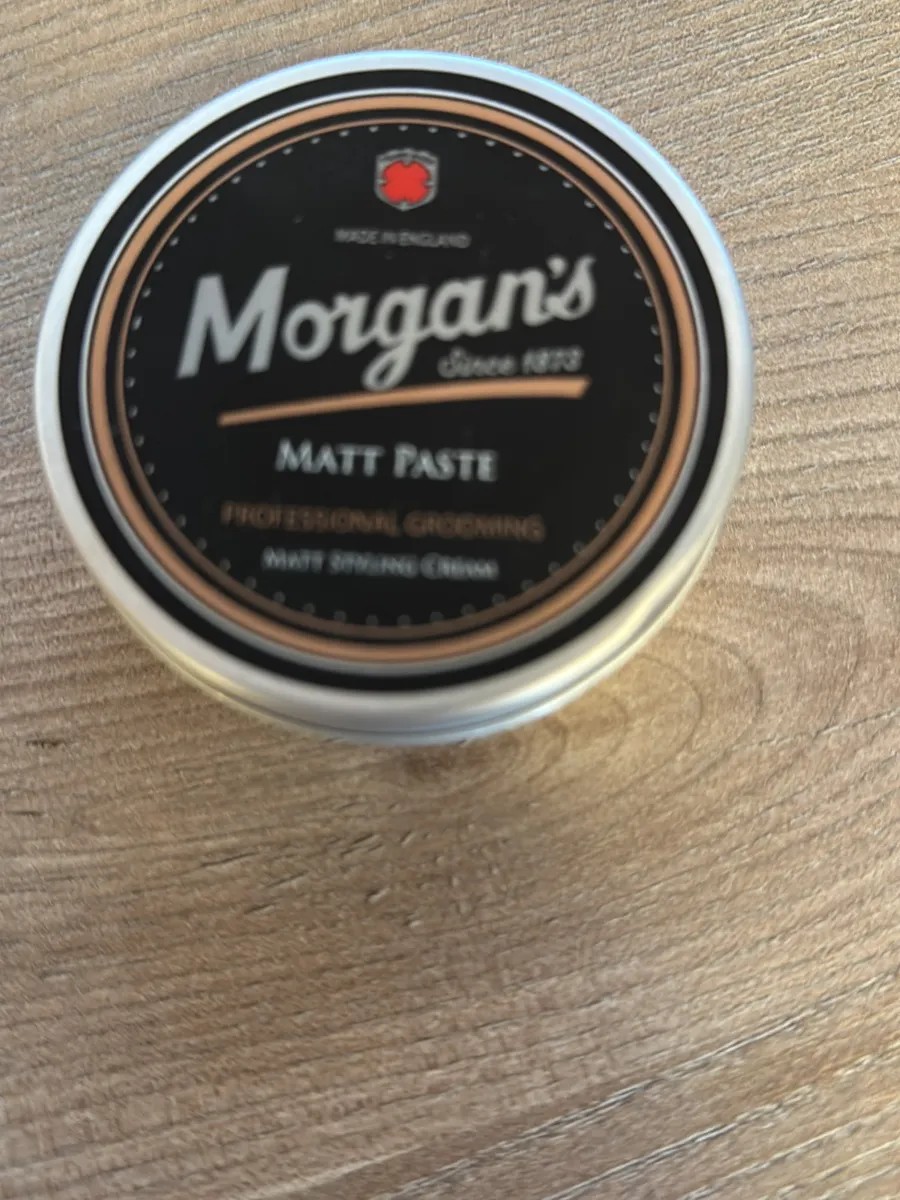 MADE IN ENGLAND
Morgan's
Since 1873
MATT PASTE
PROFESSIONAL GROOMING
MATT STYLING CREAM